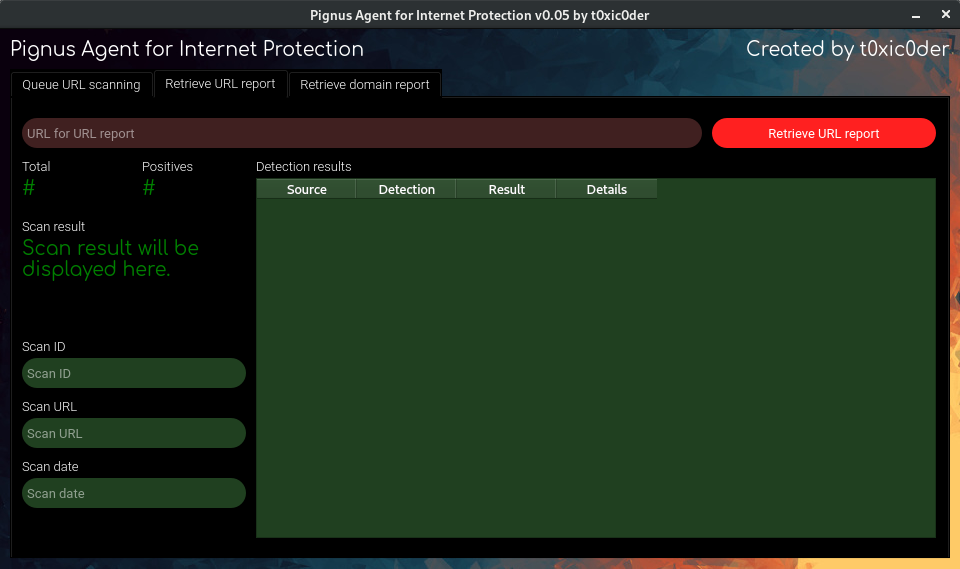 Pignus Agent for Internet Protection v0.05 by t0xic0der
Pignus Agent for Internet Protection
Created by t0xic0der
Queue URL scanning
Retrieve URL report
Retrieve domain report
URL for URL report
Retrieve URL report
Total
Positives
Detection results
#
#
Source
Detection
Result
Details
Scan result
Scan result will be
displayed here.
Scan ID
Scan ID
Scan URL
Scan URL
Scan date
Scan date